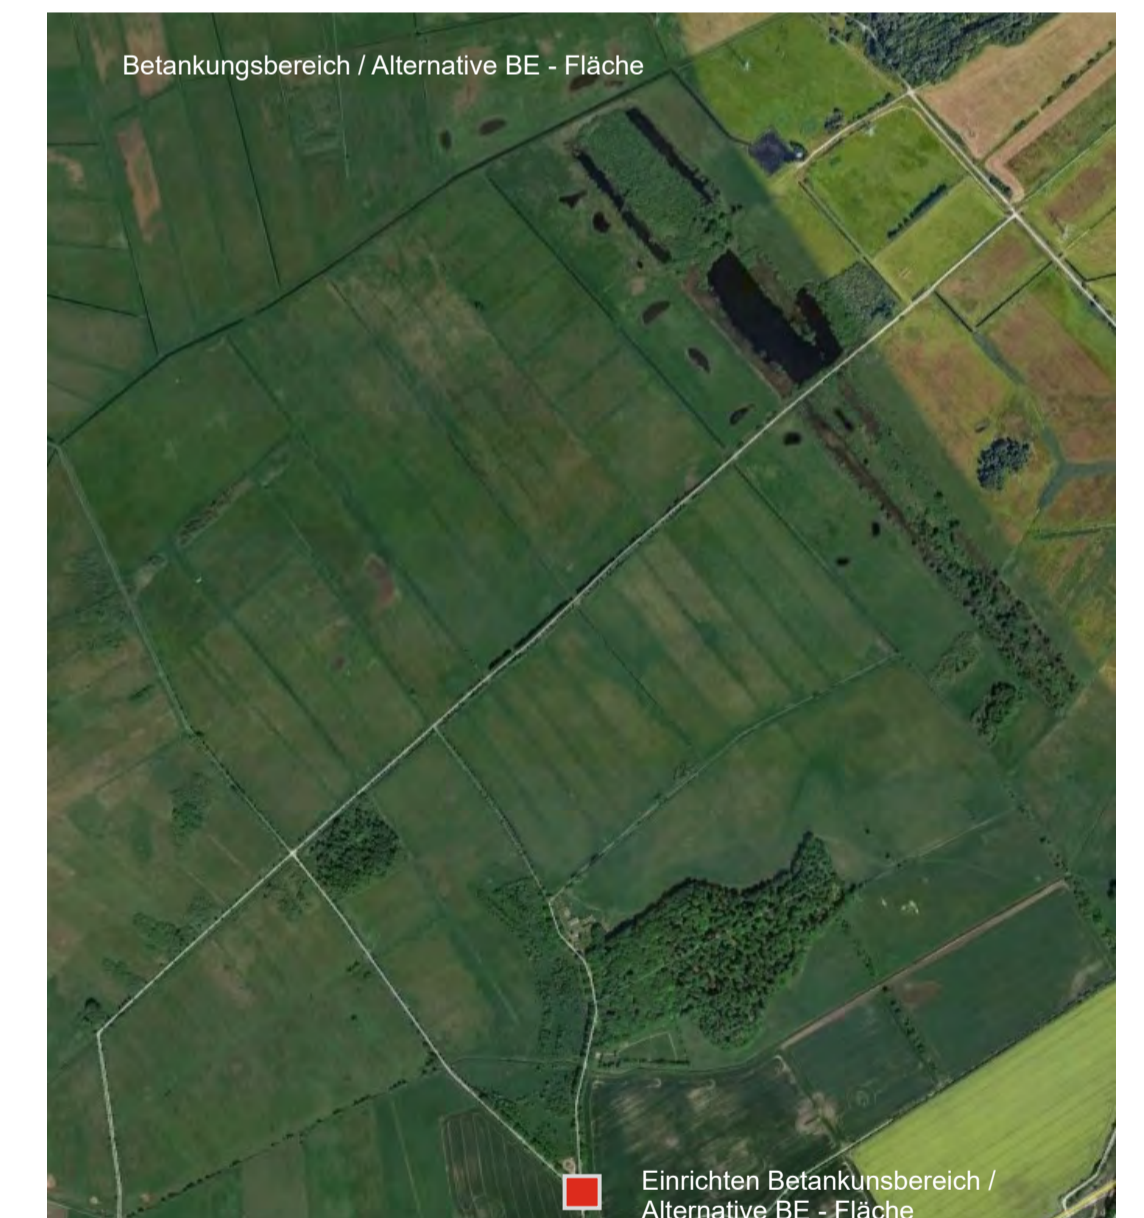 Betankungsbereich / Alternative BE - Fläche
Einrichten Betankunsbereich /
Alternative BE - Fläche